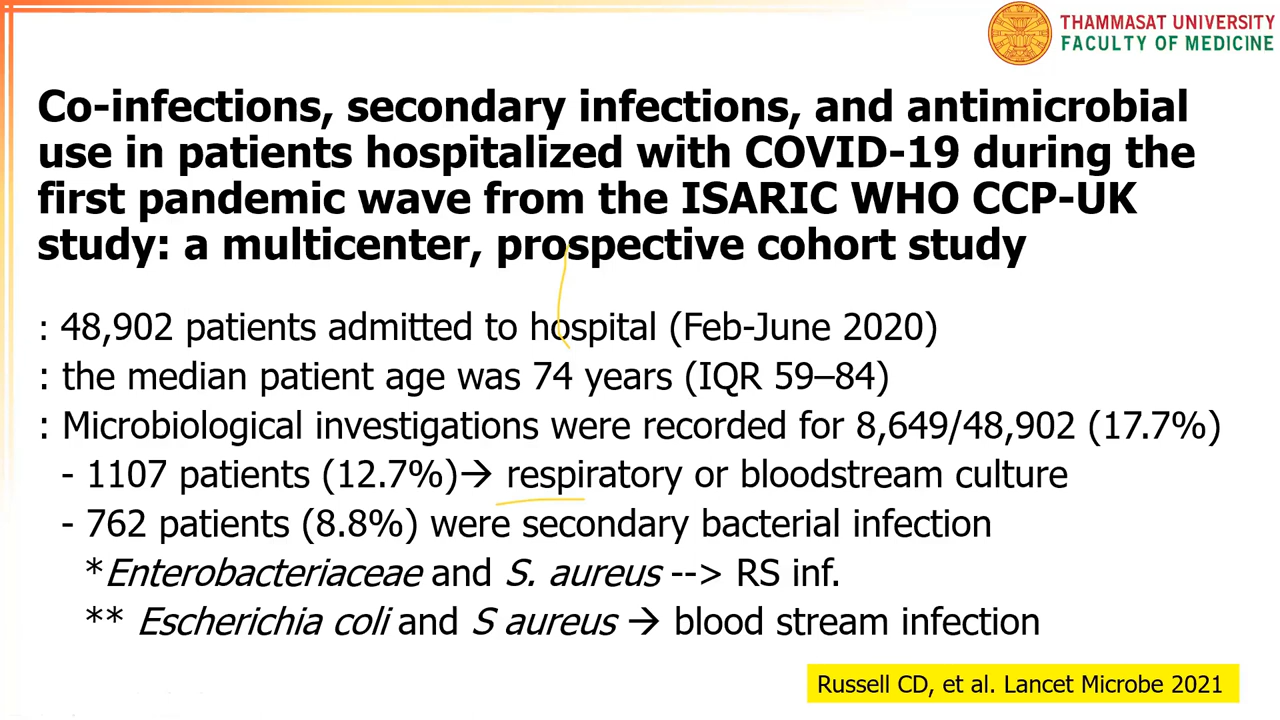 THAMMASAT UNIVERSITY
FACULTY OF MEDICINE
Co-infections, secondary infections, and antimicrobial
use in patients hospitalized with COVID-19 during the
first pandemic wave from the ISARIC WHO CCP-UK
study: a multicenter, prospective cohort study
: 48,902 patients admitted to hospital (Feb-June 2020)
: the median patient age was 74 years (IQR 59–84)
: Microbiological investigations were recorded for 8,649/48,902 (17.7%)
- 1107 patients (12.7%)→ respiratory or bloodstream culture
- 762 patients (8.8%) were secondary bacterial infection
*Enterobacteriaceae and S. aureus --> RS inf.
** Escherichia coli and S aureus → blood stream infection
Russell CD, et al. Lancet Microbe 2021